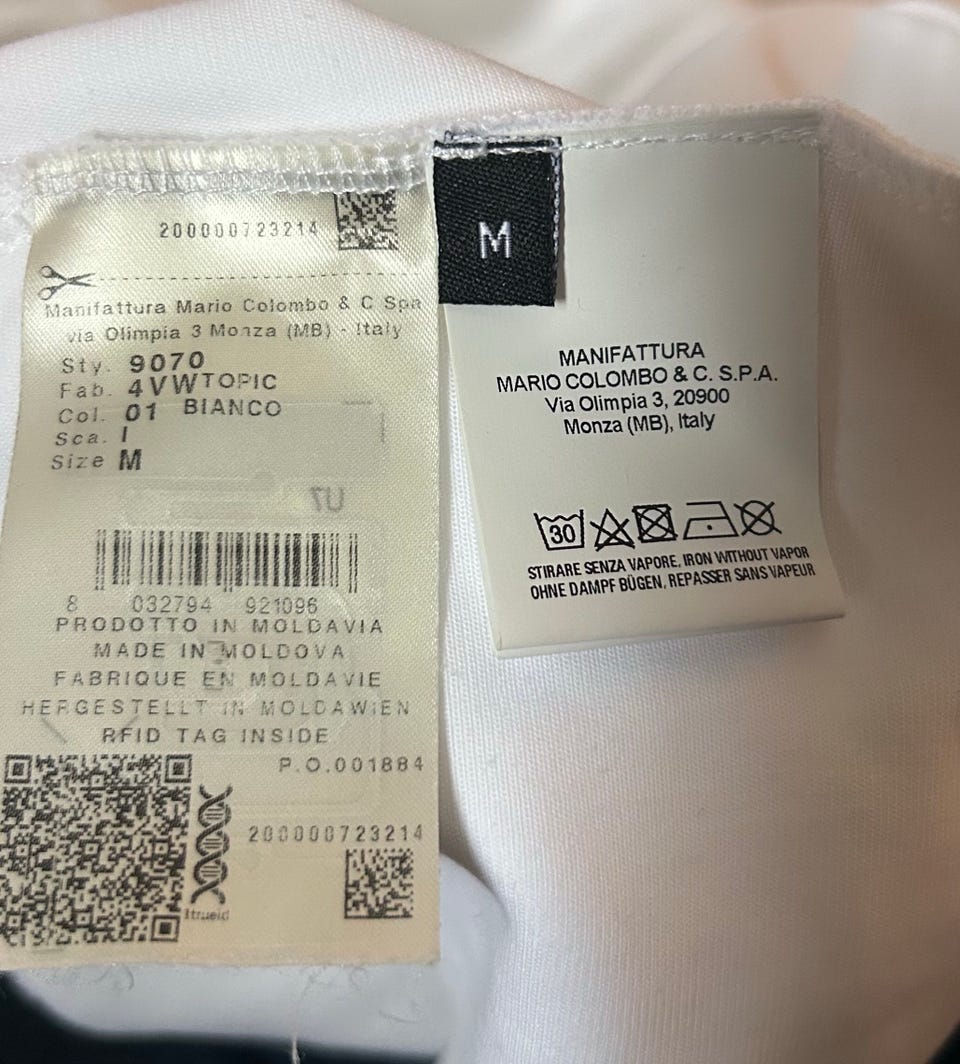 200000723214
Manifattura Mario Colombo & C Spa
via Olimpia 3 Monza (MB) - Italy
Sty. 9070
Fab. 4VWTOPIC
Col. 01 BIANCO
Sca. I
Size M
U7
8 032794 921096
PRODOTTO IN MOLDAVIA
MADE IN MOLDOVA
FABRIQUE EN MOLDAVIE
HERGESTELLT IN MOLDAWIEN
RFID TAG INSIDE
P.O.001884
200000723214
1trueid
M
MANIFATTURA
MARIO COLOMBO & C. S.P.A.
Via Olimpia 3, 20900
Monza (MB), Italy
30
STIRARE SENZA VAPORE, IRON WITHOUT VAPOR
OHNE DAMPF BÜGEN, REPASSER SANS VAPEUR